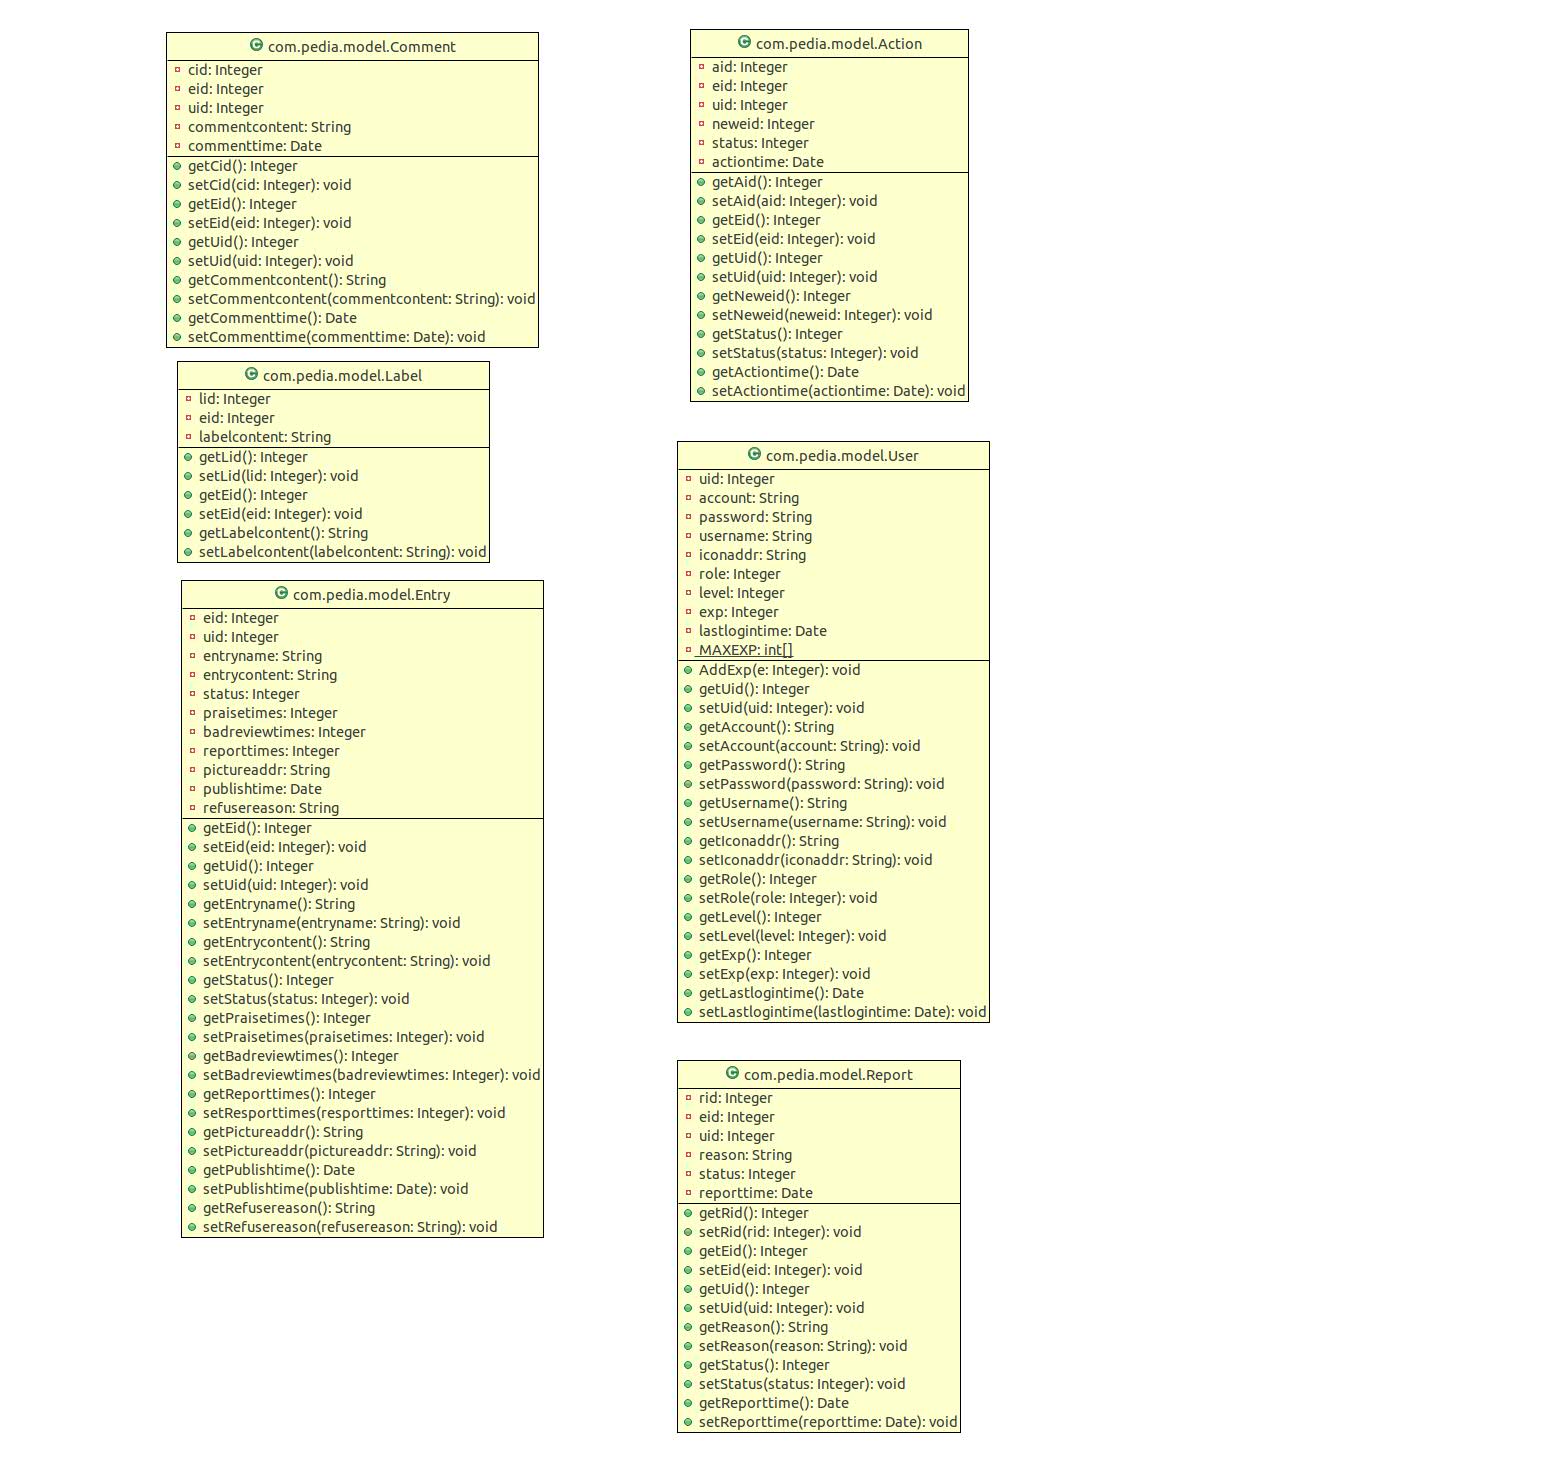 com.pedia.model.Comment
cid: Integer
eid: Integer
uid: Integer
commentcontent: String
commenttime: Date
getCid(): Integer
setCid(cid: Integer): void
getEid(): Integer
setEid(eid: Integer): void
getUid(): Integer
setUid(uid: Integer): void
getCommentcontent(): String
setCommentcontent(commentcontent: String): void
getCommenttime(): Date
setCommenttime(commenttime: Date): void
com.pedia.model.Label
lid: Integer
eid: Integer
labelcontent: String
getLid(): Integer
setLid(lid: Integer): void
getEid(): Integer
setEid(eid: Integer): void
getLabelcontent(): String
setLabelcontent(labelcontent: String): void
com.pedia.model.Entry
eid: Integer
uid: Integer
entryname: String
entrycontent: String
status: Integer
praisetimes: Integer
badreviewtimes: Integer
reporttimes: Integer
pictureaddr: String
publishtime: Date
refusereason: String
getEid(): Integer
setEid(eid: Integer): void
getUid(): Integer
setUid(uid: Integer): void
getEntryname(): String
setEntryname(entryname: String): void
getEntrycontent(): String
setEntrycontent(entrycontent: String): void
getStatus(): Integer
setStatus(status: Integer): void
getPraisetimes(): Integer
setPraisetimes(praisetimes: Integer): void
getBadreviewtimes(): Integer
setBadreviewtimes(badreviewtimes: Integer): void
getReporttimes(): Integer
setResporttimes(resporttimes: Integer): void
getPictureaddr(): String
setPictureaddr(pictureaddr: String): void
getPublishtime(): Date
setPublishtime(publishtime: Date): void
getRefusereason(): String
setRefusereason(refusereason: String): void
com.pedia.model.Action
aid: Integer
eid: Integer
uid: Integer
neweid: Integer
status: Integer
actiontime: Date
getAid(): Integer
setAid(aid: Integer): void
getEid(): Integer
setEid(eid: Integer): void
getUid(): Integer
setUid(uid: Integer): void
getNeweid(): Integer
setNeweid(neweid: Integer): void
getStatus(): Integer
setStatus(status: Integer): void
getActiontime(): Date
setActiontime(actiontime: Date): void
com.pedia.model.User
uid: Integer
account: String
password: String
username: String
iconaddr: String
role: Integer
level: Integer
exp: Integer
lastlogintime: Date
MAXEXP: int[]
AddExp(e: Integer): void
getUid(): Integer
setUid(uid: Integer): void
getAccount(): String
setAccount(account: String): void
getPassword(): String
setPassword(password: String): void
getUsername(): String
setUsername(username: String): void
getIconaddr(): String
setIconaddr(iconaddr: String): void
getRole(): Integer
setRole(role: Integer): void
getLevel(): Integer
setLevel(level: Integer): void
getExp(): Integer
setExp(exp: Integer): void
getLastlogintime(): Date
setLastlogintime(lastlogintime: Date): void
com.pedia.model.Report
rid: Integer
eid: Integer
uid: Integer
reason: String
status: Integer
reporttime: Date
getRid(): Integer
setRid(rid: Integer): void
getEid(): Integer
setEid(eid: Integer): void
getUid(): Integer
setUid(uid: Integer): void
getReason(): String
setReason(reason: String): void
getStatus(): Integer
setStatus(status: Integer): void
getReporttime(): Date
setReporttime(reporttime: Date): void